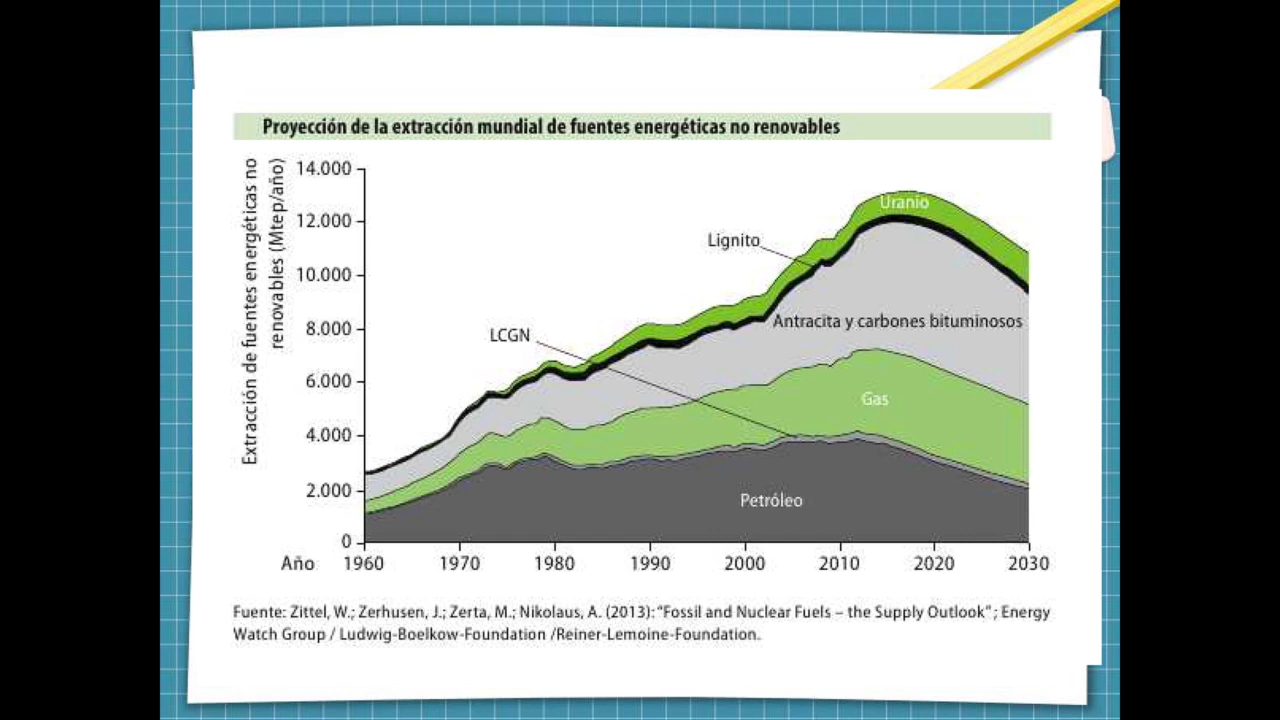 Proyección de la extracción mundial de fuentes energéticas no renovables
Extracción de fuentes energéticas no
renovables (Mtep/año)
14.000
12.000
10.000
8.000
6.000
4.000
2.000
0
Uranio
Lignito
Antracita y carbones bituminosos
LCGN
Gas
Petróleo
Año 1960 1970 1980 1990 2000 2010 2020 2030
Fuente: Zittel, W.; Zerhusen, J.; Zerta, M.; Nikolaus, A. (2013): “Fossil and Nuclear Fuels – the Supply Outlook” ; Energy
Watch Group / Ludwig-Boelkow-Foundation /Reiner-Lemoine-Foundation.